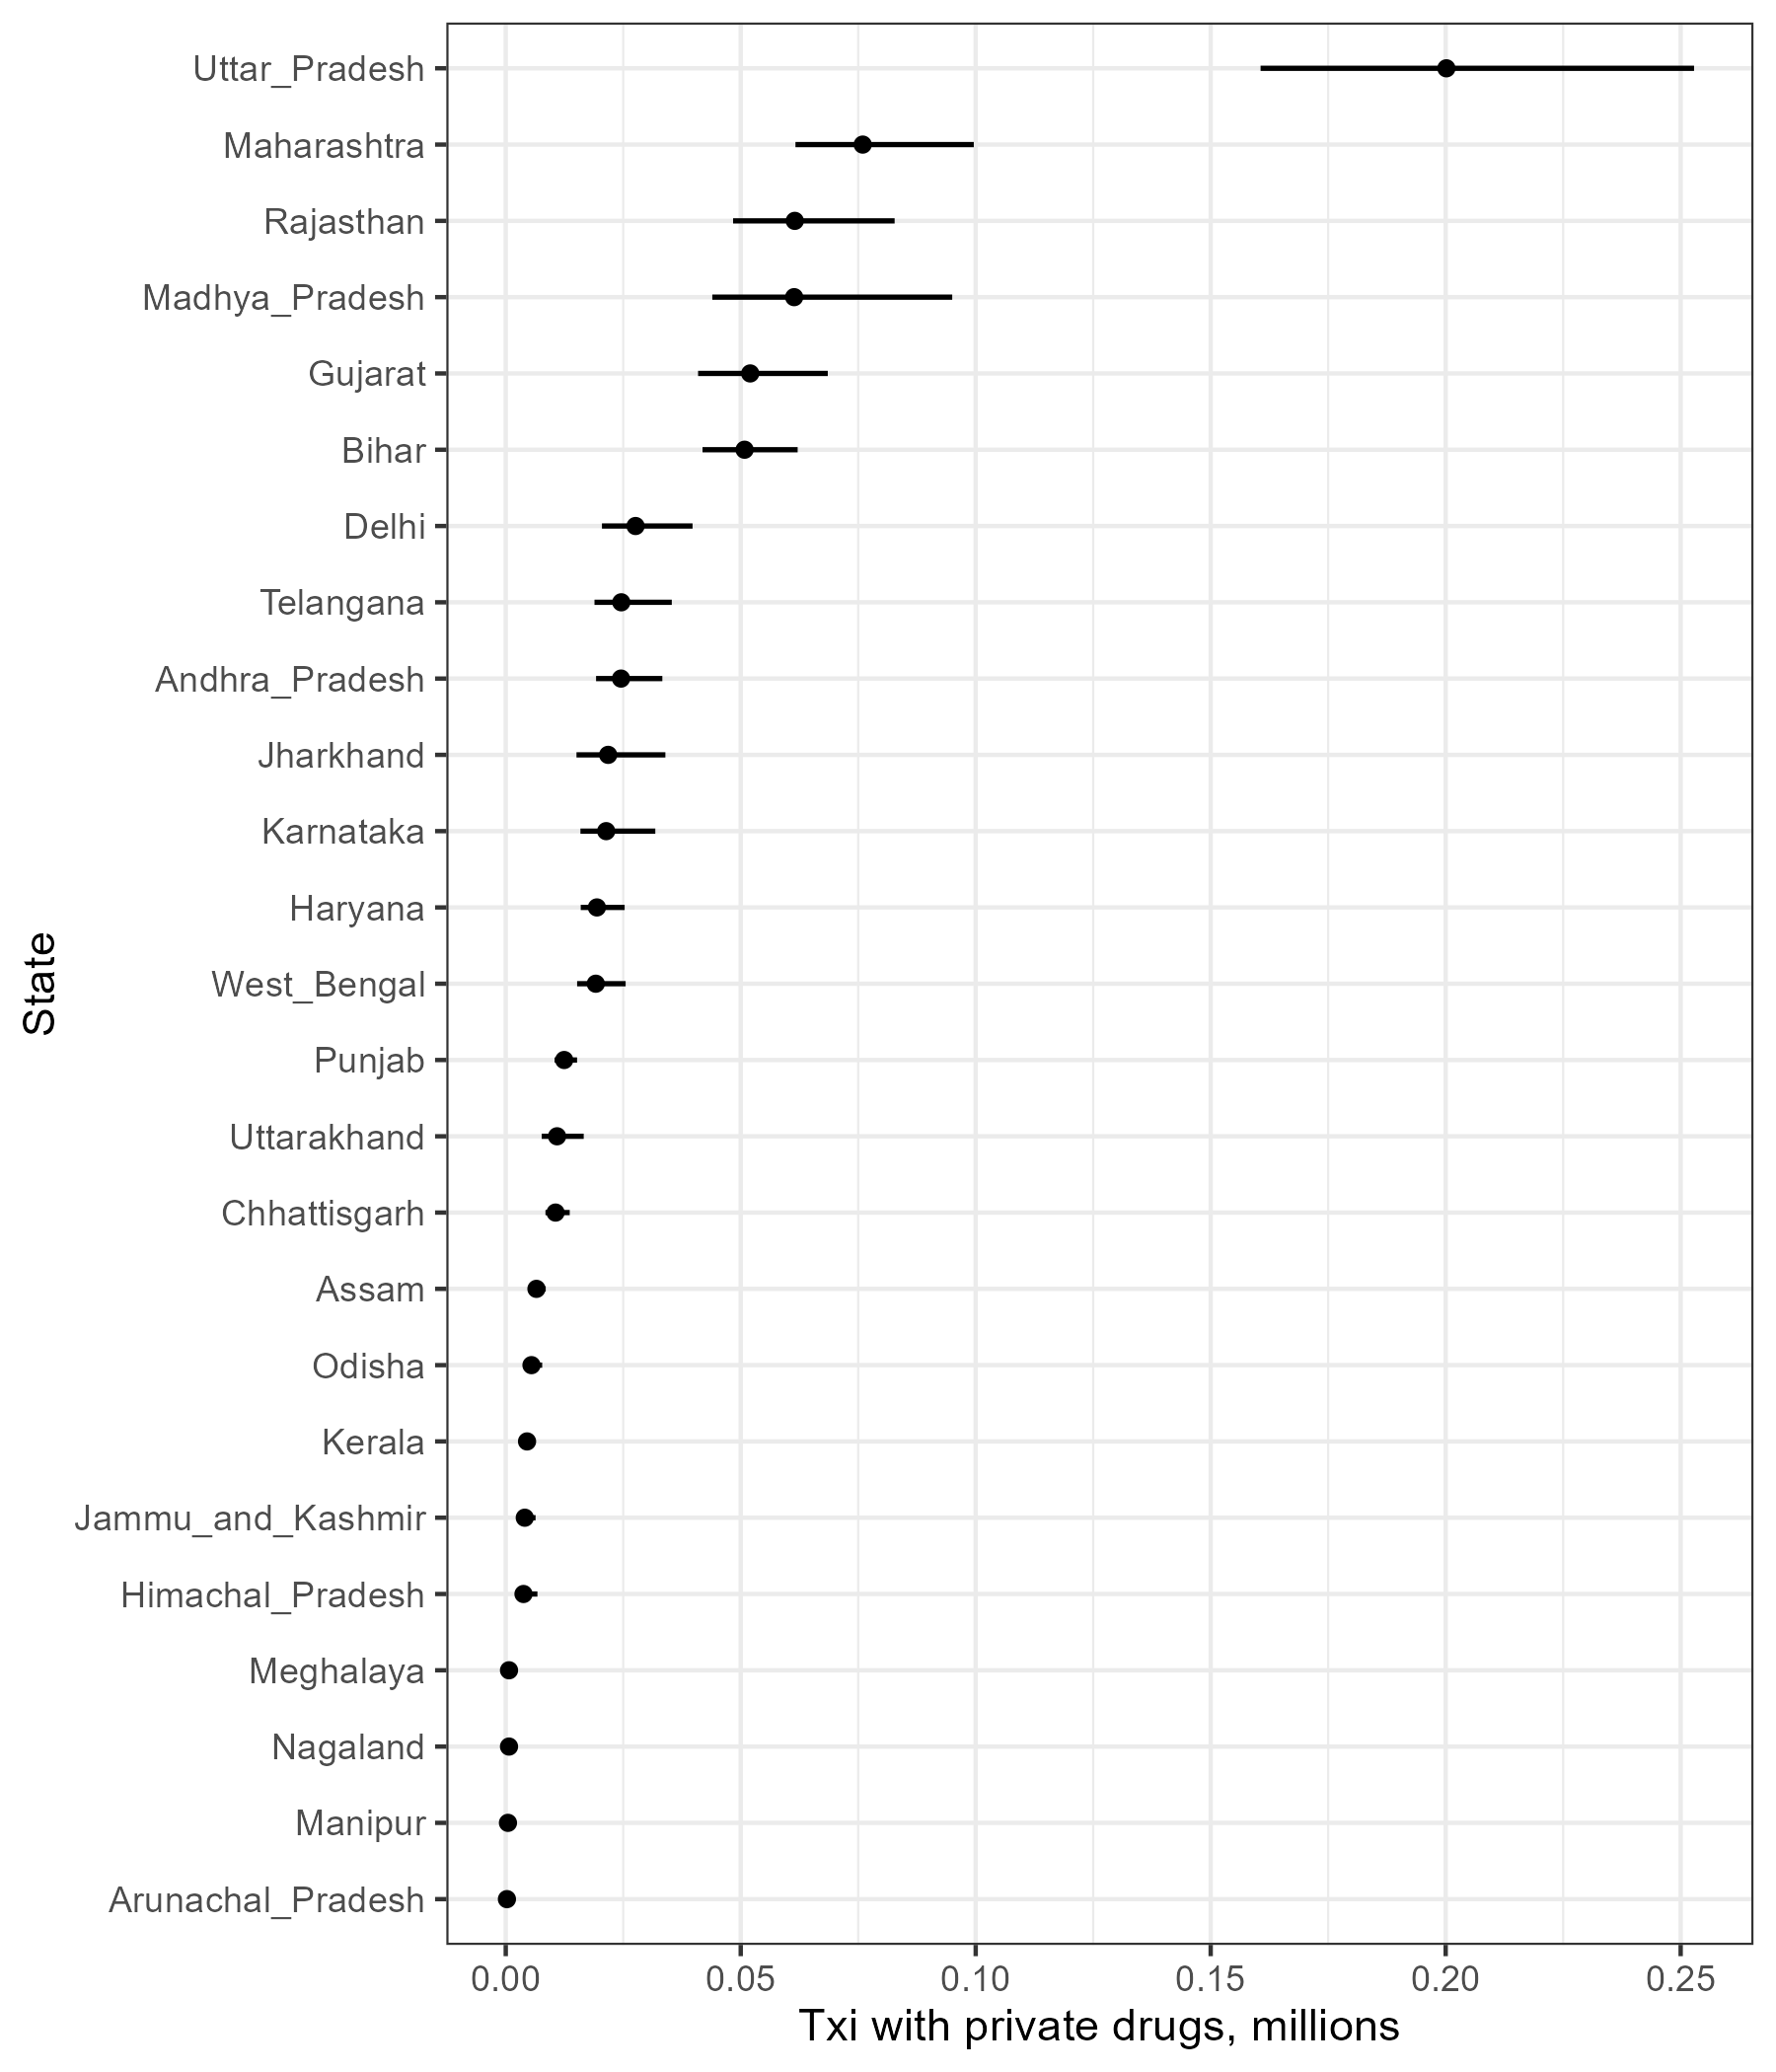 Uttar_Pradesh
Maharashtra
Rajasthan
Madhya_Pradesh
Gujarat
Bihar
Delhi
Telangana
Andhra_Pradesh
Jharkhand
Karnataka
Haryana
West_Bengal
Punjab
Uttarakhand
Chhattisgarh
Assam
Odisha
Kerala
Jammu_and_Kashmir
Himachal_Pradesh
Meghalaya
Nagaland
Manipur
Arunachal_Pradesh
State
0.00 0.05 0.10 0.15 0.20 0.25
Txi with private drugs, millions